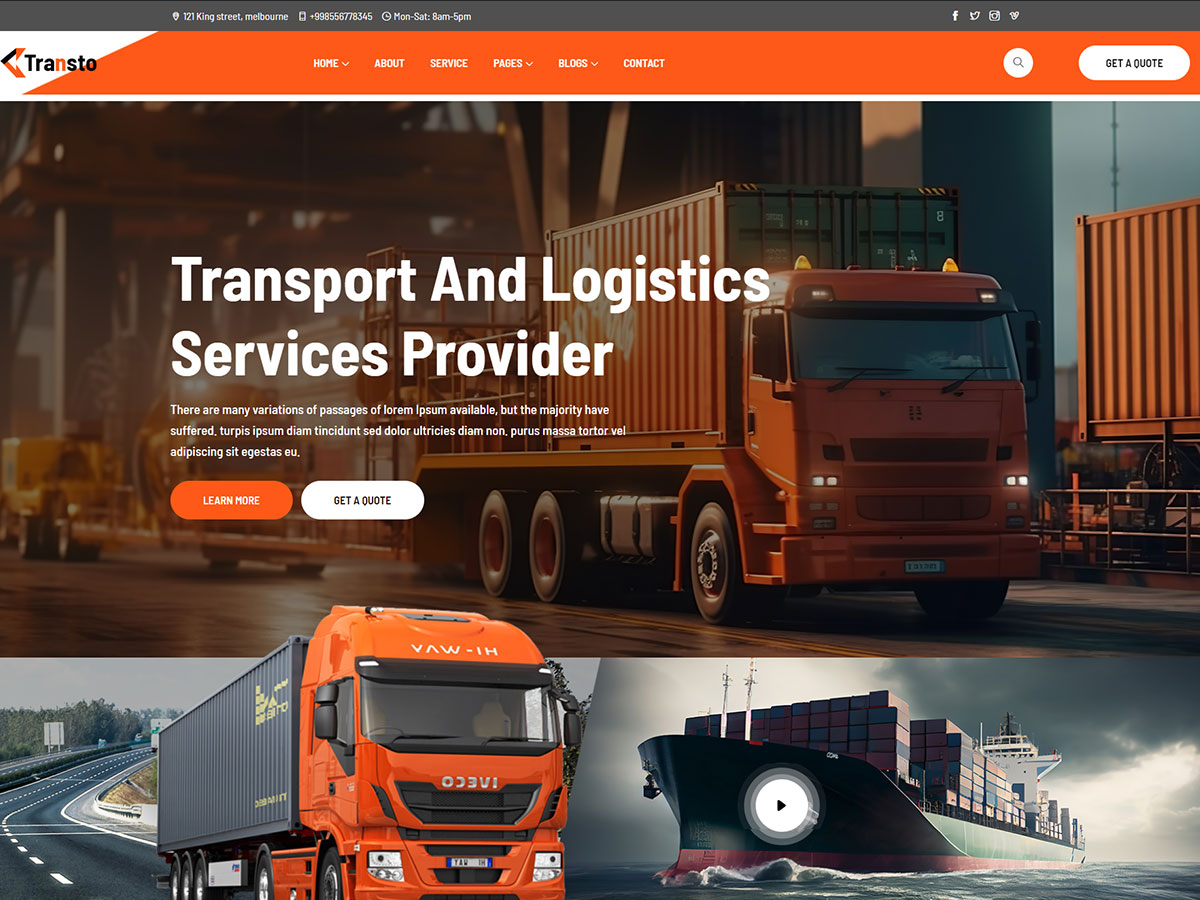 121 King street, melbourne +998556778345 Mon-Sat: 8am-5pm
Transto
HOME ABOUT SERVICE PAGES BLOGS CONTACT
GET A QUOTE
Transport And Logistics
Services Provider
There are many variations of passages of lorem Ipsum available, but the majority have
suffered. turpis ipsum diam tincidunt sed dolor ultricies diam non. purus massa tortor vel
adipiscing sit egestas eu.
LEARN MORE GET A QUOTE
HI-WAY
IVECO